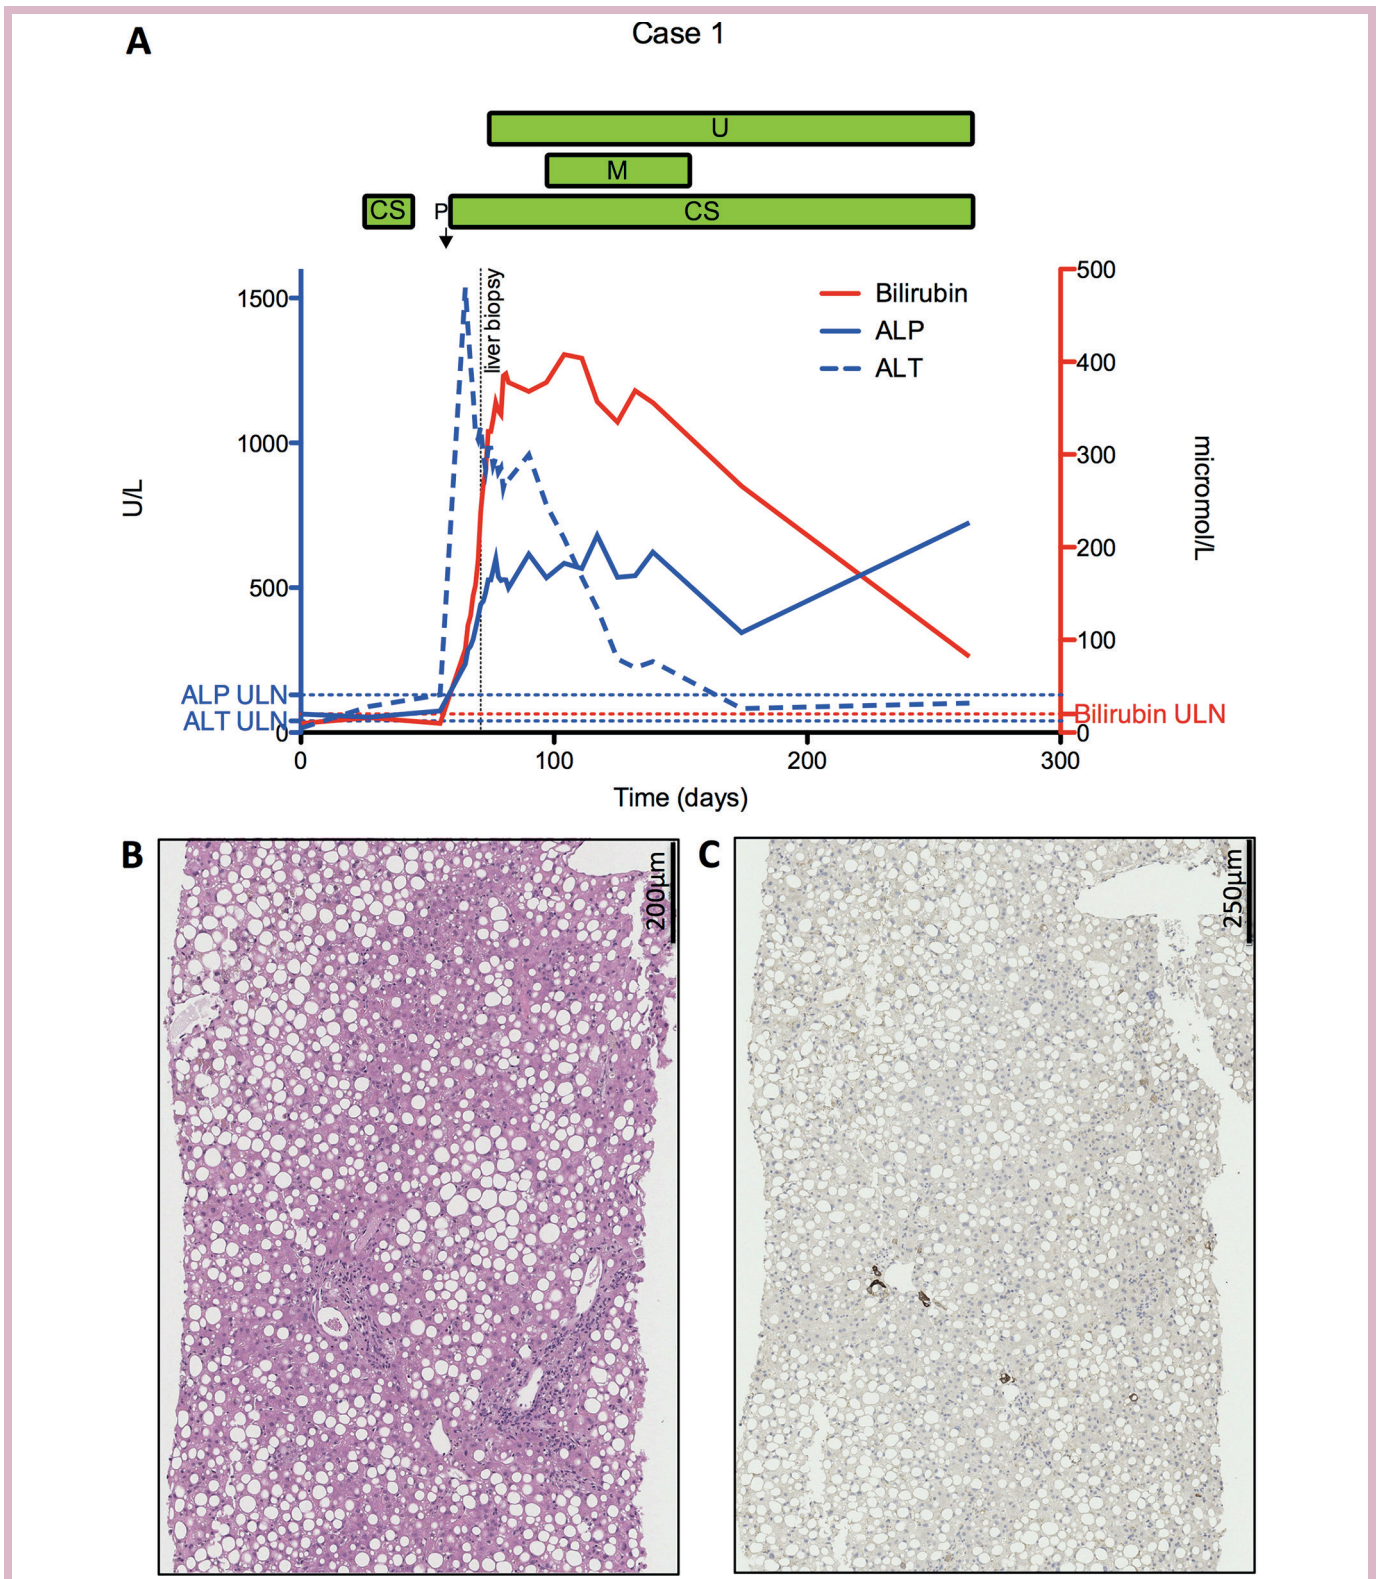 A
Case 1
U
M
CS
P
CS
liver biopsy
Bilirubin
ALP
ALT
1500
1000
500
0
U/L
ALP ULN
ALT ULN
500
400
300
200
100
0
micromol/L
Bilirubin ULN
0
100
200
300
Time (days)
B
200µm
C
250µm